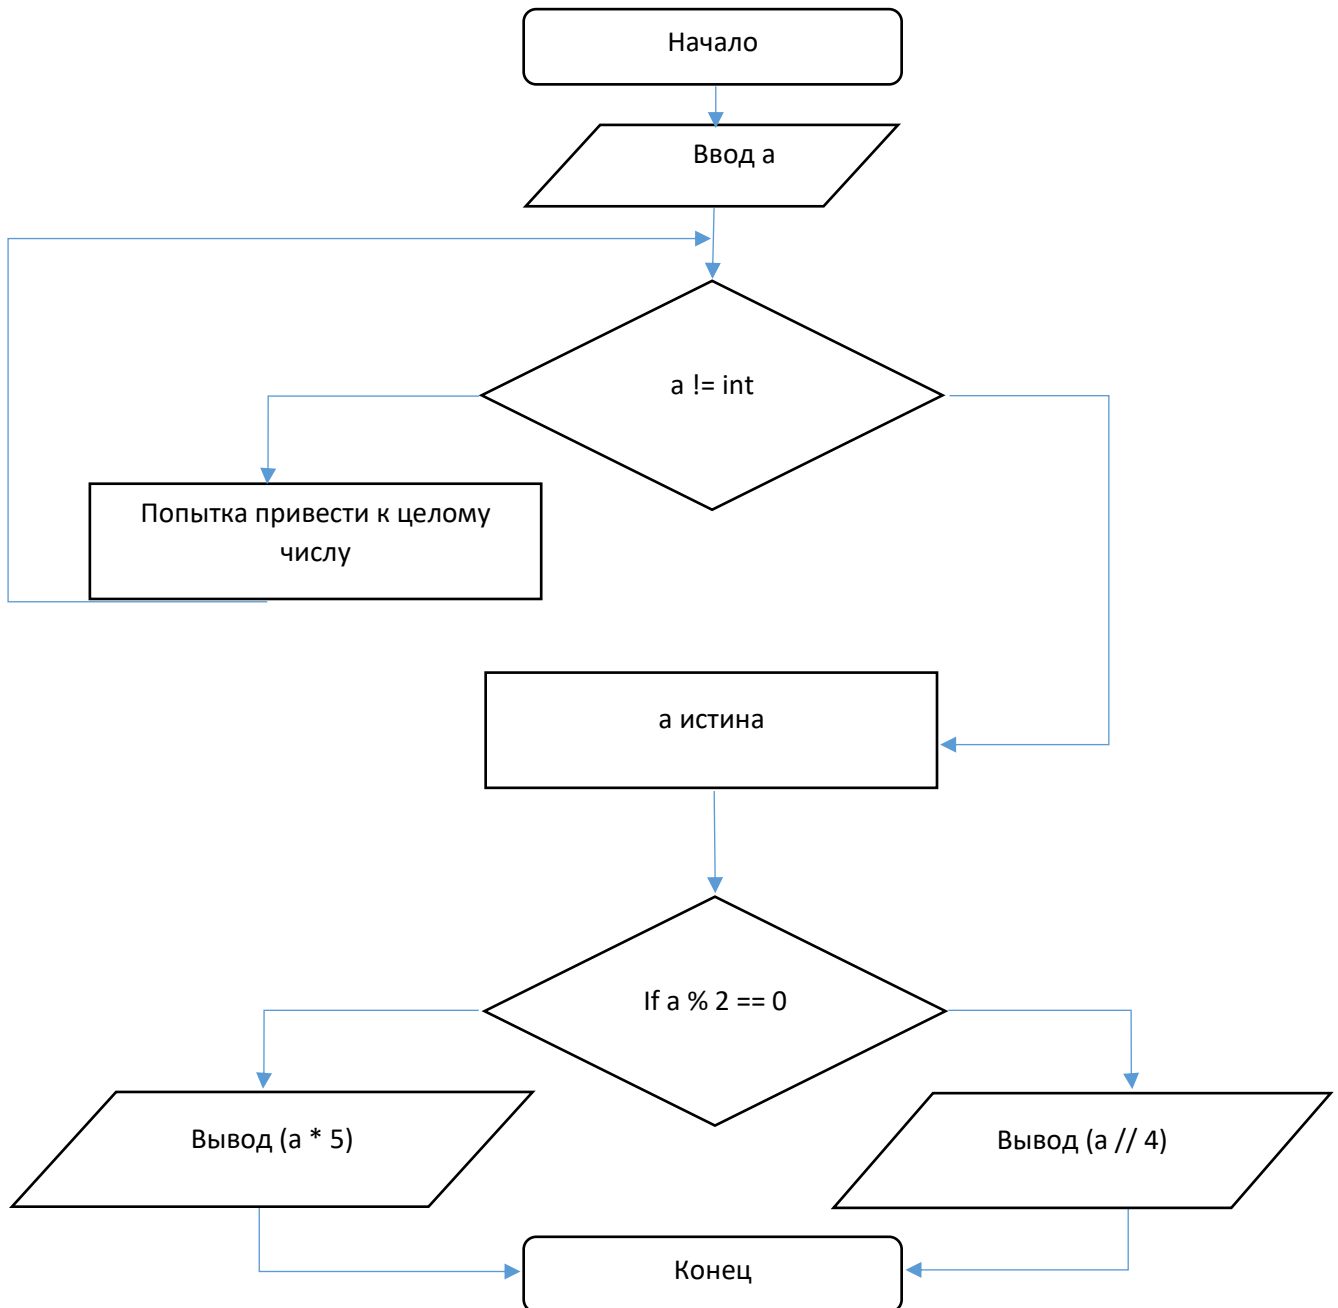 Начало
Ввод а
a != int
Попытка привести к целому
числу
а истина
If a % 2 == 0
Вывод (a * 5)
Вывод (a // 4)
Конец